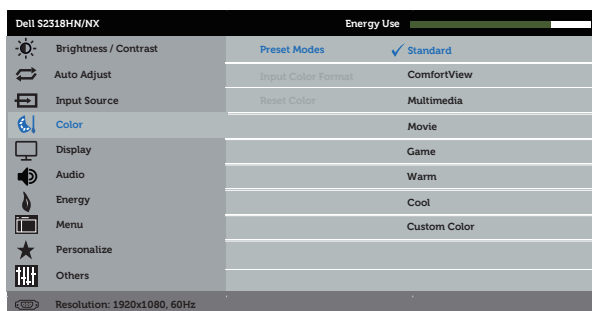 Dell S2318HN/NX Energy Use
Brightness / Contrast Preset Modes Standard
Auto Adjust Input Color Format ComfortView
Input Source Reset Color Multimedia
Color Movie
Display Game
Audio Warm
Energy Cool
Menu Custom Color
Personalize
Others
Resolution: 1920x1080, 60Hz